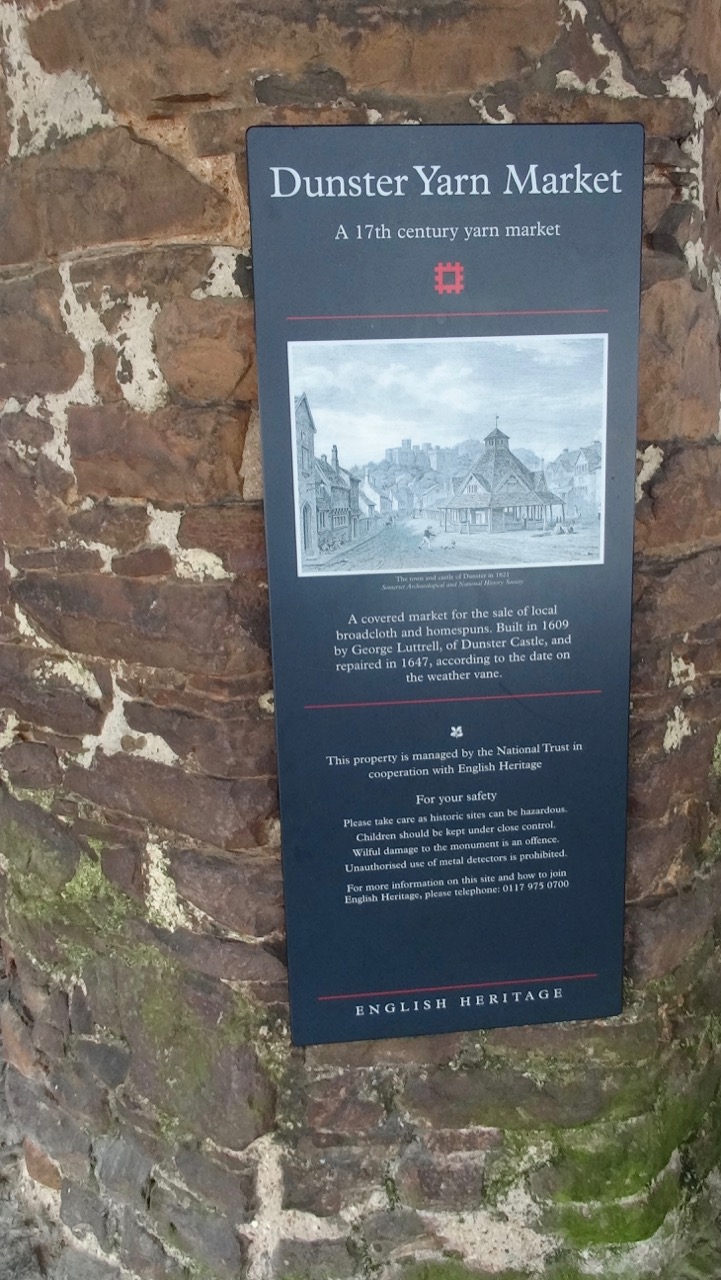 Dunster Yarn Market
A 17th century yarn market
The town and castle of Dunster in 1821
Somerset Archaeological and National History Society
A covered market for the sale of local
broadcloth and homespuns. Built in 1609
by George Luttrell, of Dunster Castle, and
repaired in 1647, according to the date on
the weather vane.
This property is managed by the National Trust in
cooperation with English Heritage
For your safety
Please take care as historic sites can be hazardous.
Children should be kept under close control.
Wilful damage to the monument is an offence.
Unauthorised use of metal detectors is prohibited.
For more information on this site and how to join
English Heritage, please telephone: 0117 975 0700
ENGLISH HERITAGE